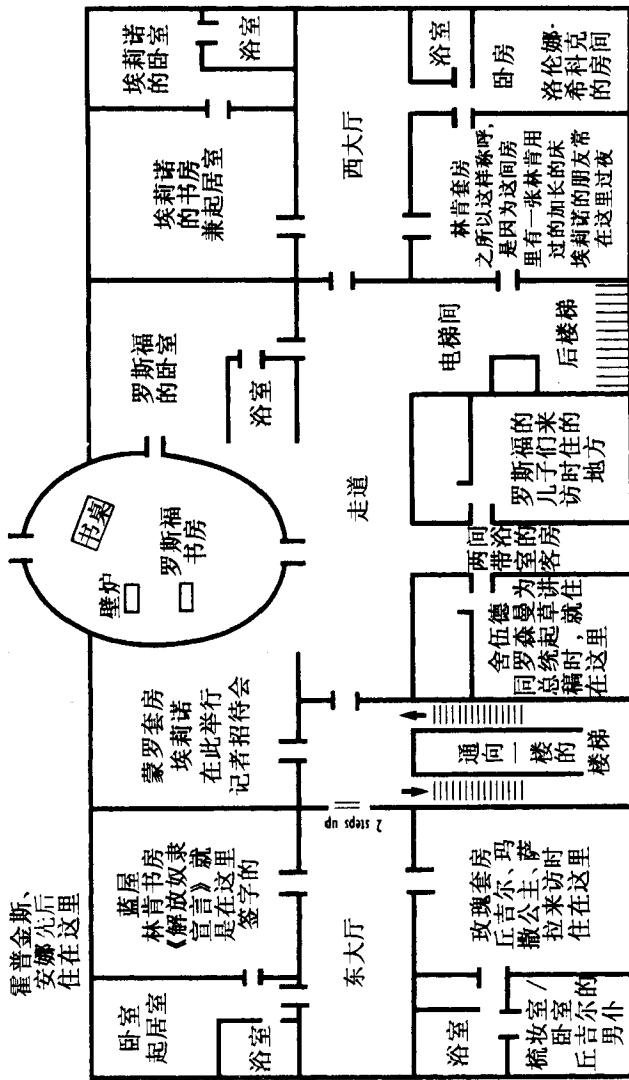 霍普金斯、
安娜先后
住在这里
卧室
起居室
浴室
蓝屋
林肯书房
《解放奴隶
宣言》就
是在这里
签字的
蒙罗套房
埃莉诺
在此举行
记者招待会
壁炉
书桌
罗斯福
书房
罗斯福
的卧室
浴室
埃莉诺
的书房
兼起居室
埃莉诺
的卧室
浴室
东大厅
2 steps up
走道
西大厅
浴室
梳妆室/
卧室
丘吉尔的
男仆
玫瑰套房
丘吉尔、玛
撒公主、萨
拉来访时
住在这里
通
向
一
楼
的
楼梯
舍伍德
同罗森曼为
总统起草讲
稿时，就住
在这里
两间
带浴
室的
客房
罗斯福的
儿子们来
访时住的
地方
电梯间
后楼梯
林肯套房
之所以这样称呼，
是因为这间房
里有一张林肯用
过的加长的床
埃莉诺的朋友常
在这里过夜
浴室
卧房
洛伦娜·
希科克
的房间